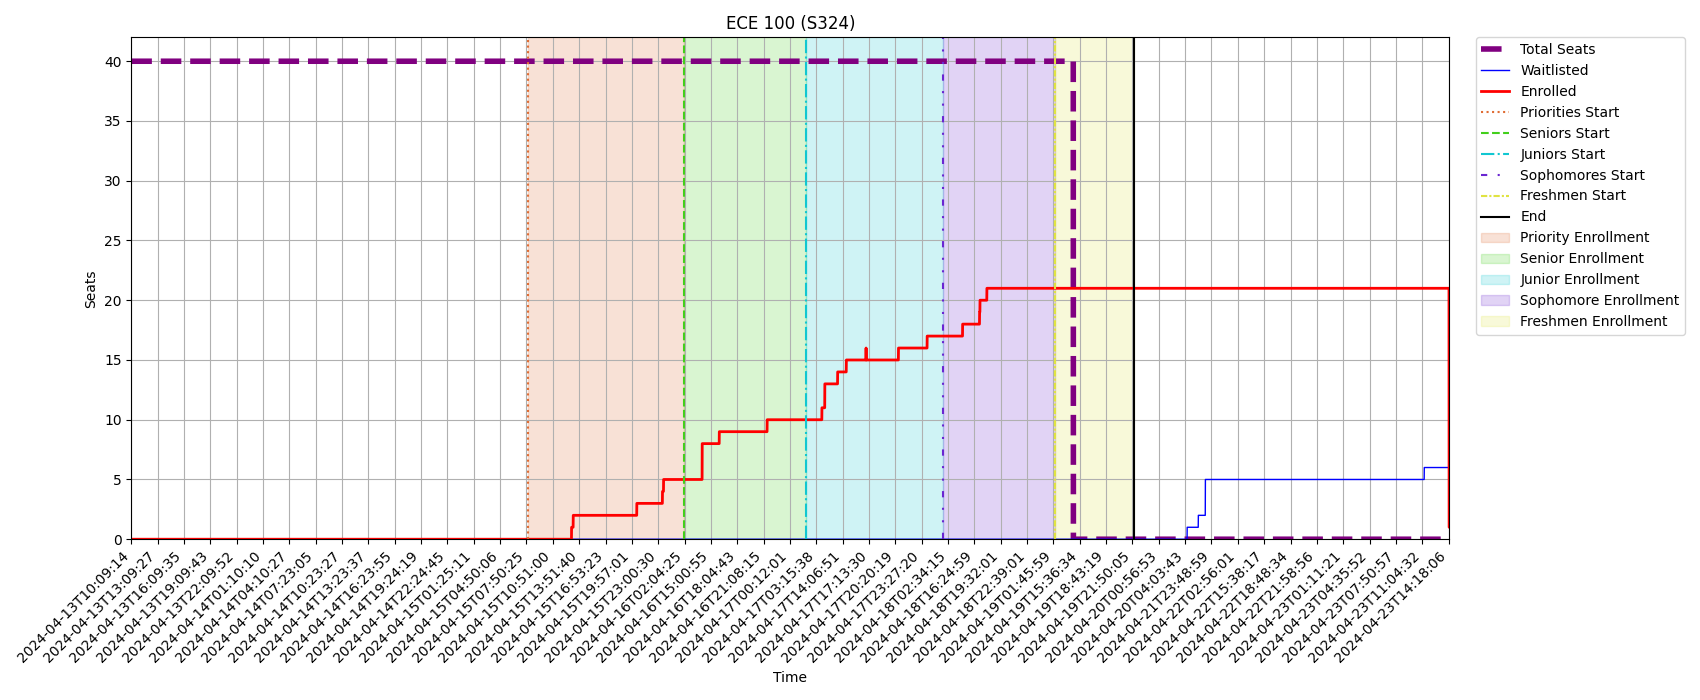 ECE 100 (S324)
Seats
40
35
30
25
20
15
10
5
0
2024-04-13T10:09:14
2024-04-13T13:09:27
2024-04-13T16:09:35
2024-04-13T19:09:43
2024-04-13T22:09:52
2024-04-14T01:10:10
2024-04-14T04:10:27
2024-04-14T07:23:05
2024-04-14T10:23:27
2024-04-14T13:23:37
2024-04-14T16:23:55
2024-04-14T19:24:19
2024-04-14T22:24:45
2024-04-15T01:25:11
2024-04-15T04:50:06
2024-04-15T07:50:25
2024-04-15T10:51:00
2024-04-15T13:51:40
2024-04-15T16:53:23
2024-04-15T19:57:01
2024-04-15T23:00:30
2024-04-16T02:04:25
2024-04-16T15:00:55
2024-04-16T18:04:43
2024-04-16T21:08:15
2024-04-17T00:12:01
2024-04-17T03:15:38
2024-04-17T14:06:51
2024-04-17T17:13:30
2024-04-17T20:20:19
2024-04-17T23:27:20
2024-04-18T02:34:15
2024-04-18T16:24:59
2024-04-18T19:32:01
2024-04-18T22:39:01
2024-04-19T01:45:59
2024-04-19T15:36:34
2024-04-19T18:43:19
2024-04-19T21:50:05
2024-04-20T00:56:53
2024-04-20T04:03:43
2024-04-21T23:48:59
2024-04-22T02:56:01
2024-04-22T15:38:17
2024-04-22T18:48:34
2024-04-22T21:58:56
2024-04-23T01:11:21
2024-04-23T04:35:52
2024-04-23T07:50:57
2024-04-23T11:04:32
2024-04-23T14:18:06
Time
Total Seats
Waitlisted
Enrolled
Priorities Start
Seniors Start
Juniors Start
Sophomores Start
Freshmen Start
End
Priority Enrollment
Senior Enrollment
Junior Enrollment
Sophomore Enrollment
Freshmen Enrollment